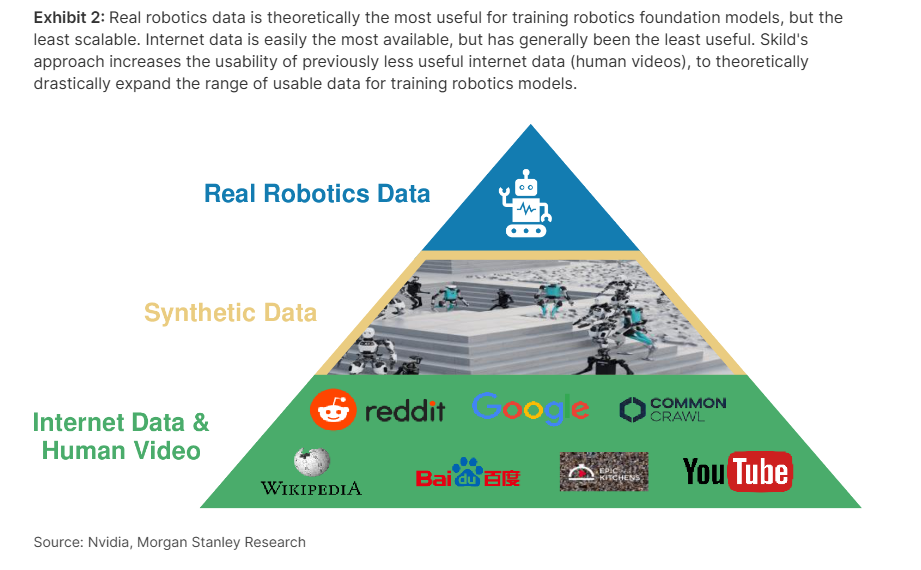 Exhibit 2: Real robotics data is theoretically the most useful for training robotics foundation models, but the
least scalable. Internet data is easily the most available, but has generally been the least useful. Skild's
approach increases the usability of previously less useful internet data (human videos), to theoretically
drastically expand the range of usable data for training robotics models.
Real Robotics Data
Synthetic Data
Internet Data &
Human Video
reddit
Google
COMMON
CRAWL
WIKIPEDIA
Bai du 百度
EPIC
KITCHENS
YouTube
Source: Nvidia, Morgan Stanley Research